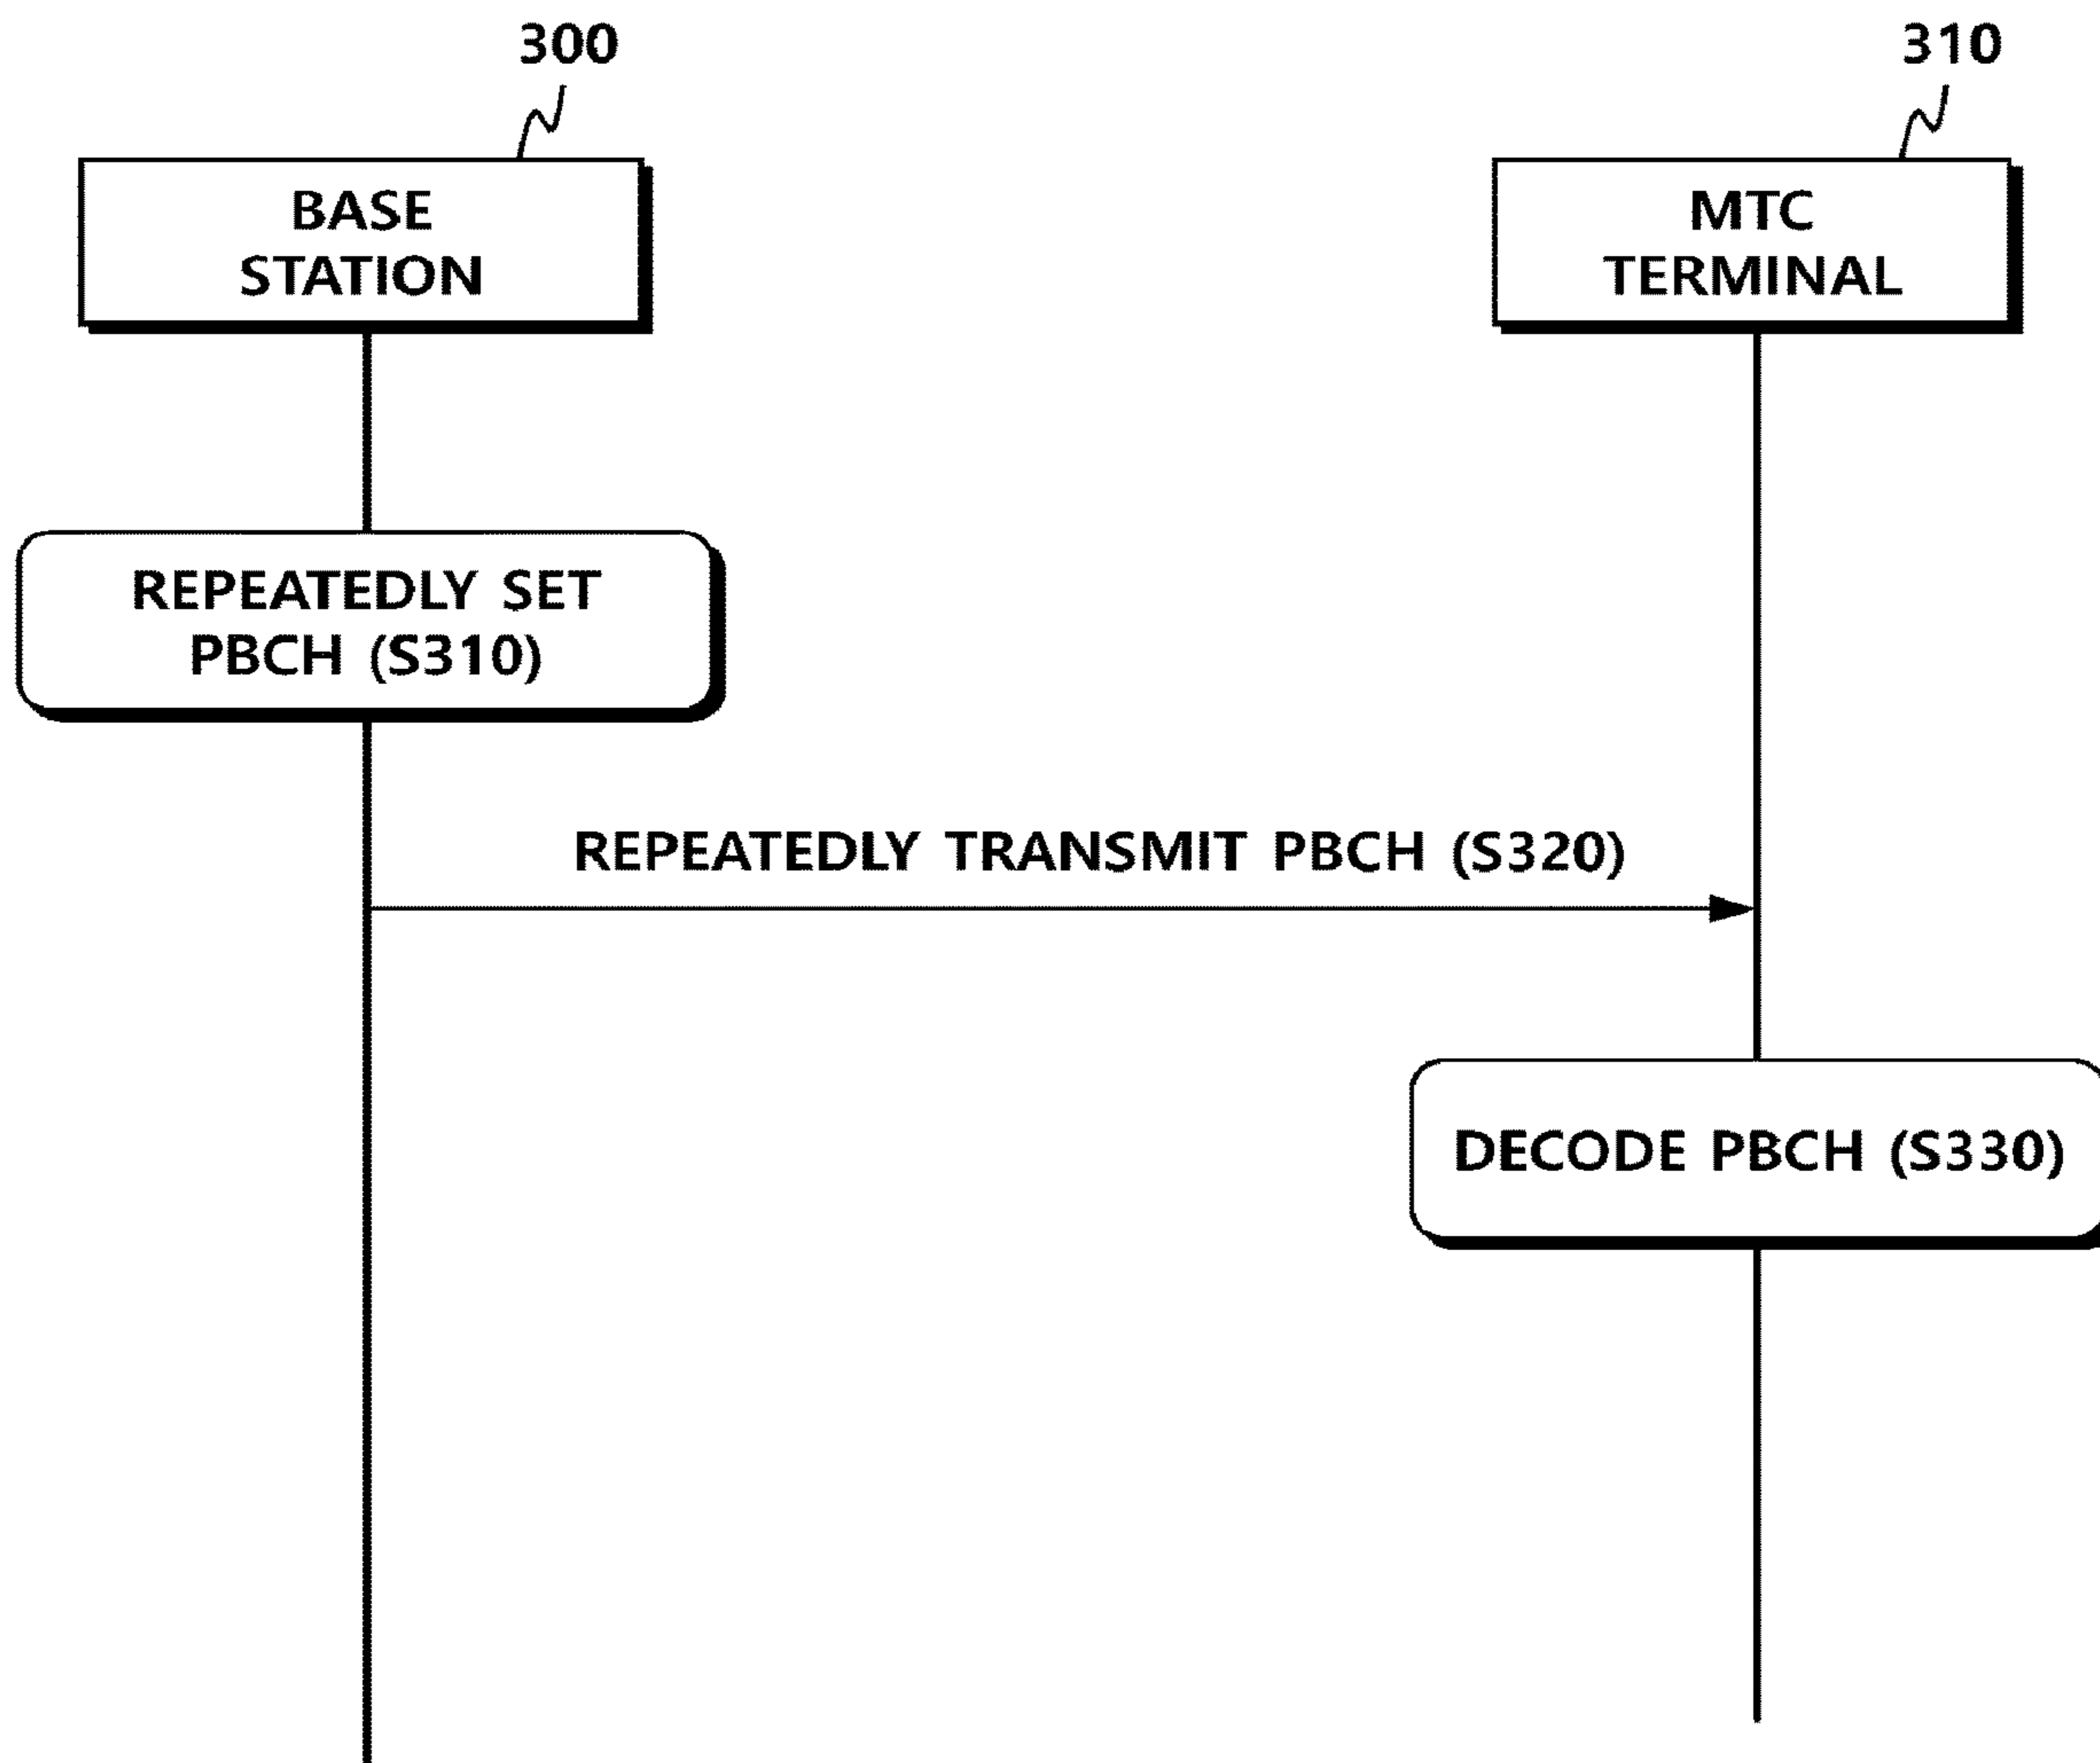 300
310
BASE
STATION
MTC
TERMINAL
REPEATEDLY SET
PBCH (S310)
REPEATEDLY TRANSMIT PBCH (S320)
DECODE PBCH (S330)